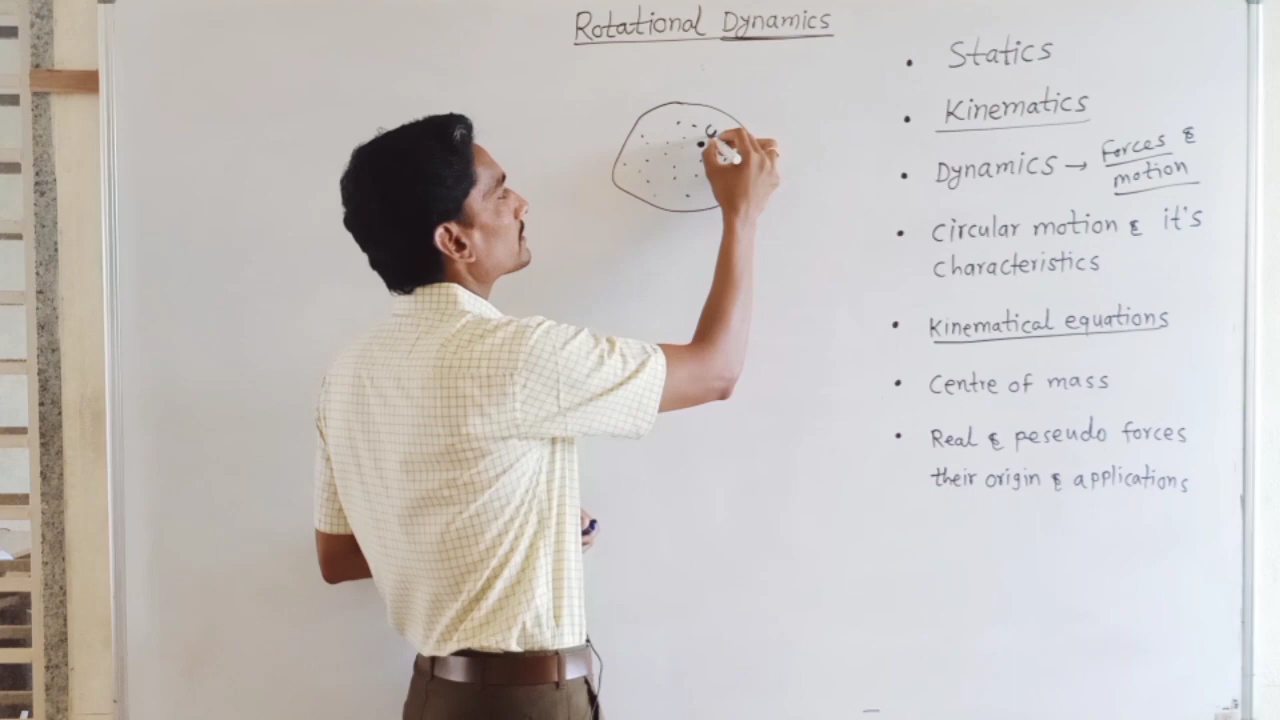 Rotational Dynamics
C
• Statics
• Kinematics
• Dynamics → Forces &
motion
• Circular motion & it's
characteristics
• Kinematical equations
• Centre of mass
• Real & peseudo forces
their origin & applications